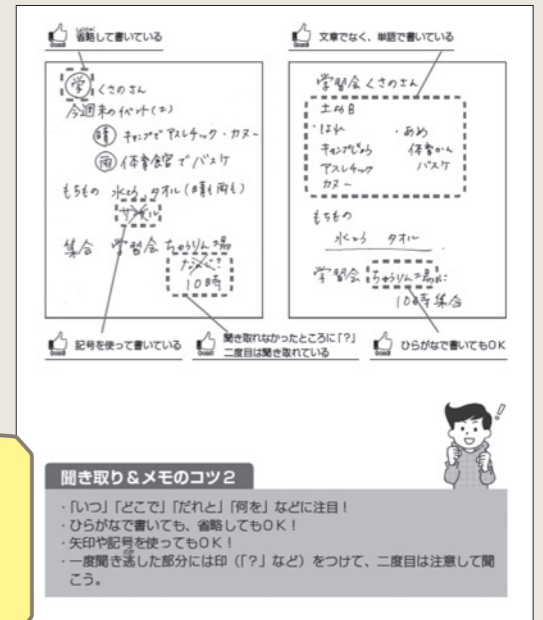 Good! 省略して書いている
学 くさのさん
今週末のイベント(土)
晴 キャンプで アスレチック・カヌー
雨 体育館で バスケ
もちもの 水とう タオル(晴も雨も)
サンダル
集合 学習会 ちゅうりん場
10時
Good! 記号を使って書いている
Good! 聞き取れなかったところに「?」
二度目は聞き取れている
Good! 文章でなく、単語で書いている
学習会 くさのさん
土よう日
・はれ ・あめ
キャンプじょう 体育かん
アスレチック バスケ
カヌー
もちもの
水とう タオル
学習会 ちゅうりん場に
10時集合
Good! ひらがなで書いてもOK
聞き取り&メモのコツ2
・「いつ」「どこで」「だれと」「何を」などに注目!
・ひらがなで書いても、省略してもOK!
・矢印や記号を使ってもOK!
・一度聞き逃した部分には印(「?」など)をつけて、二度目は注意して聞
こう。